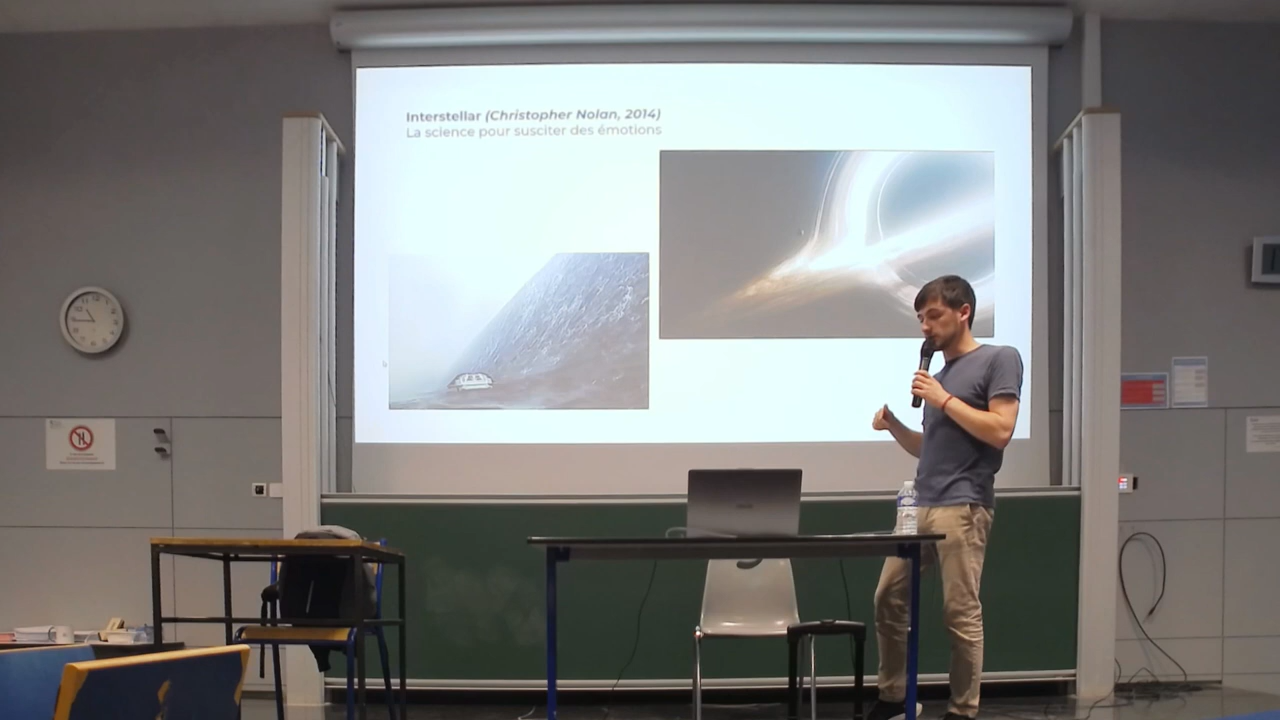 Interstellar (Christopher Nolan, 2014)
La science pour susciter des émotions